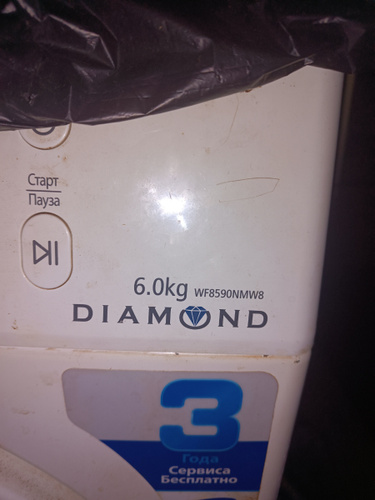 Старт
Пауза
6.0kg WF8590NMW8
DIAMOND
3
Года
Сервиса
Бесплатно